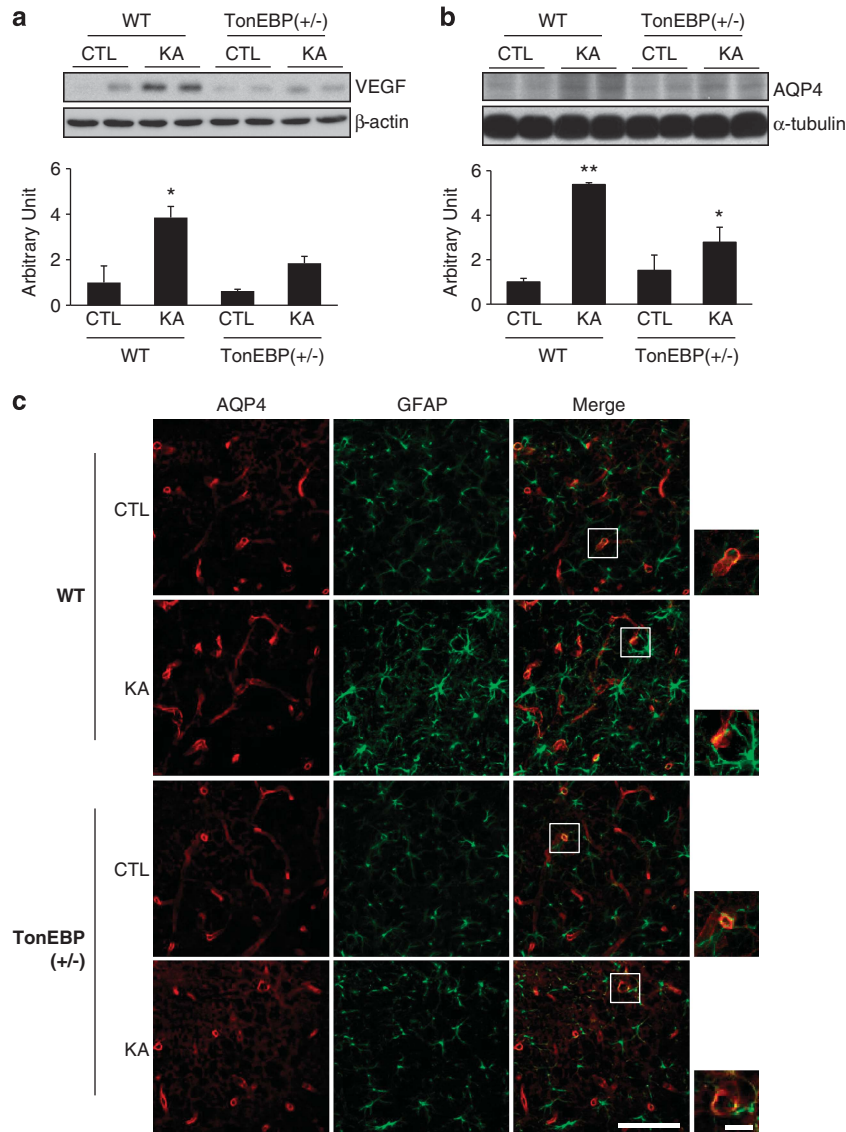 a
WT TonEBP(+/-)
CTL KA CTL KA
VEGF
β-actin
Arbitrary Unit
6
4
2
0
*
CTL KA CTL KA
WT TonEBP(+/-)
b
WT TonEBP(+/-)
CTL KA CTL KA
AQP4
α-tubulin
Arbitrary Unit
6
4
2
0
**
*
CTL KA CTL KA
WT TonEBP(+/-)
c
AQP4 GFAP Merge
WT
CTL
KA
TonEBP
(+/-)
CTL
KA